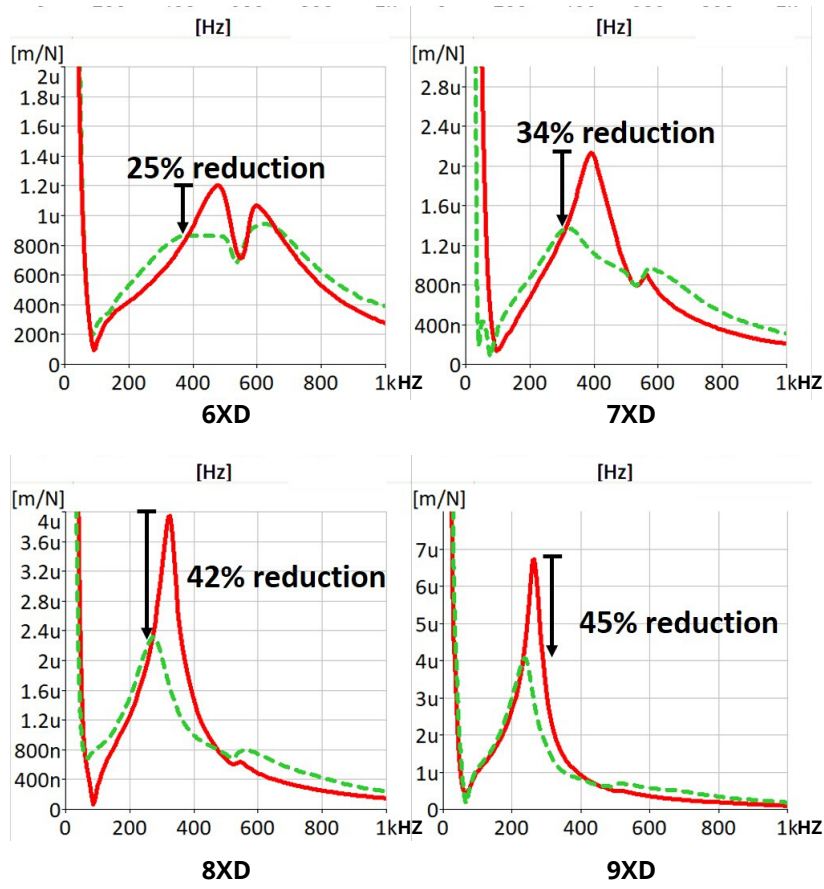 [Hz] [Hz]
[m/N] [m/N]
2u
1.8u
1.6u
1.4u
1.2u
1u
800n
600n
400n
200n
0
25% reduction
0 200 400 600 800 1kHZ
6XD
2.8u
2.4u
2u
1.6u
1.2u
800n
400n
0
34% reduction
0 200 400 600 800 1kHZ
7XD
[Hz] [Hz]
[m/N] [m/N]
4u
3.6u
3.2u
2.8u
2.4u
2u
1.6u
1.2u
800n
400n
0
42% reduction
0 200 400 600 800 1kHZ
8XD
7u
6u
5u
4u
3u
2u
1u
0
45% reduction
0 200 400 600 800 1kHZ
9XD